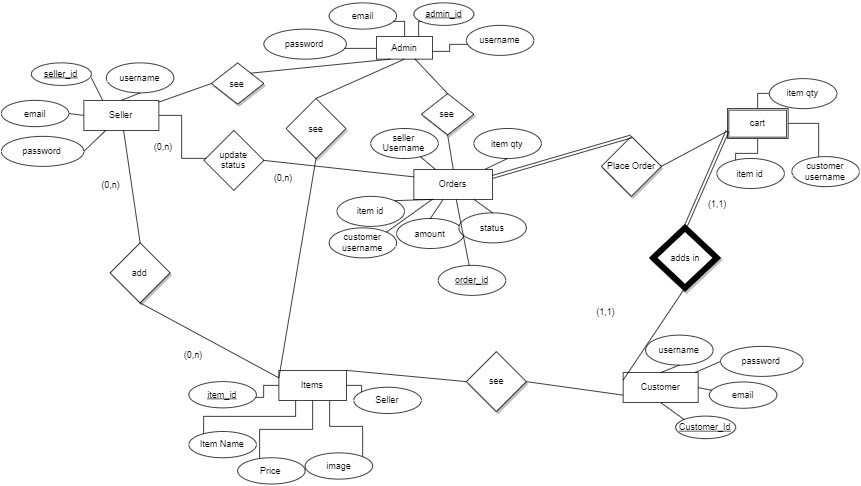 email
admin_id
password
Admin
username
seller_id
username
see
email
Seller
password
(0,n)
update
status
see
see
seller
Username
item qty
item qty
cart
Place Order
item id
customer
username
(0,n)
(0,n)
Orders
item id
customer
username
amount
status
order_id
(1,1)
adds in
add
(1,1)
(0,n)
item_id
Items
Seller
Item Name
Price
image
see
username
password
Customer
email
Customer_Id